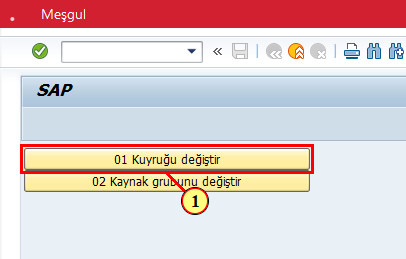 Meşgul
SAP
01 Kuyruğu değiştir
02 Kaynak grubunu değiştir
1